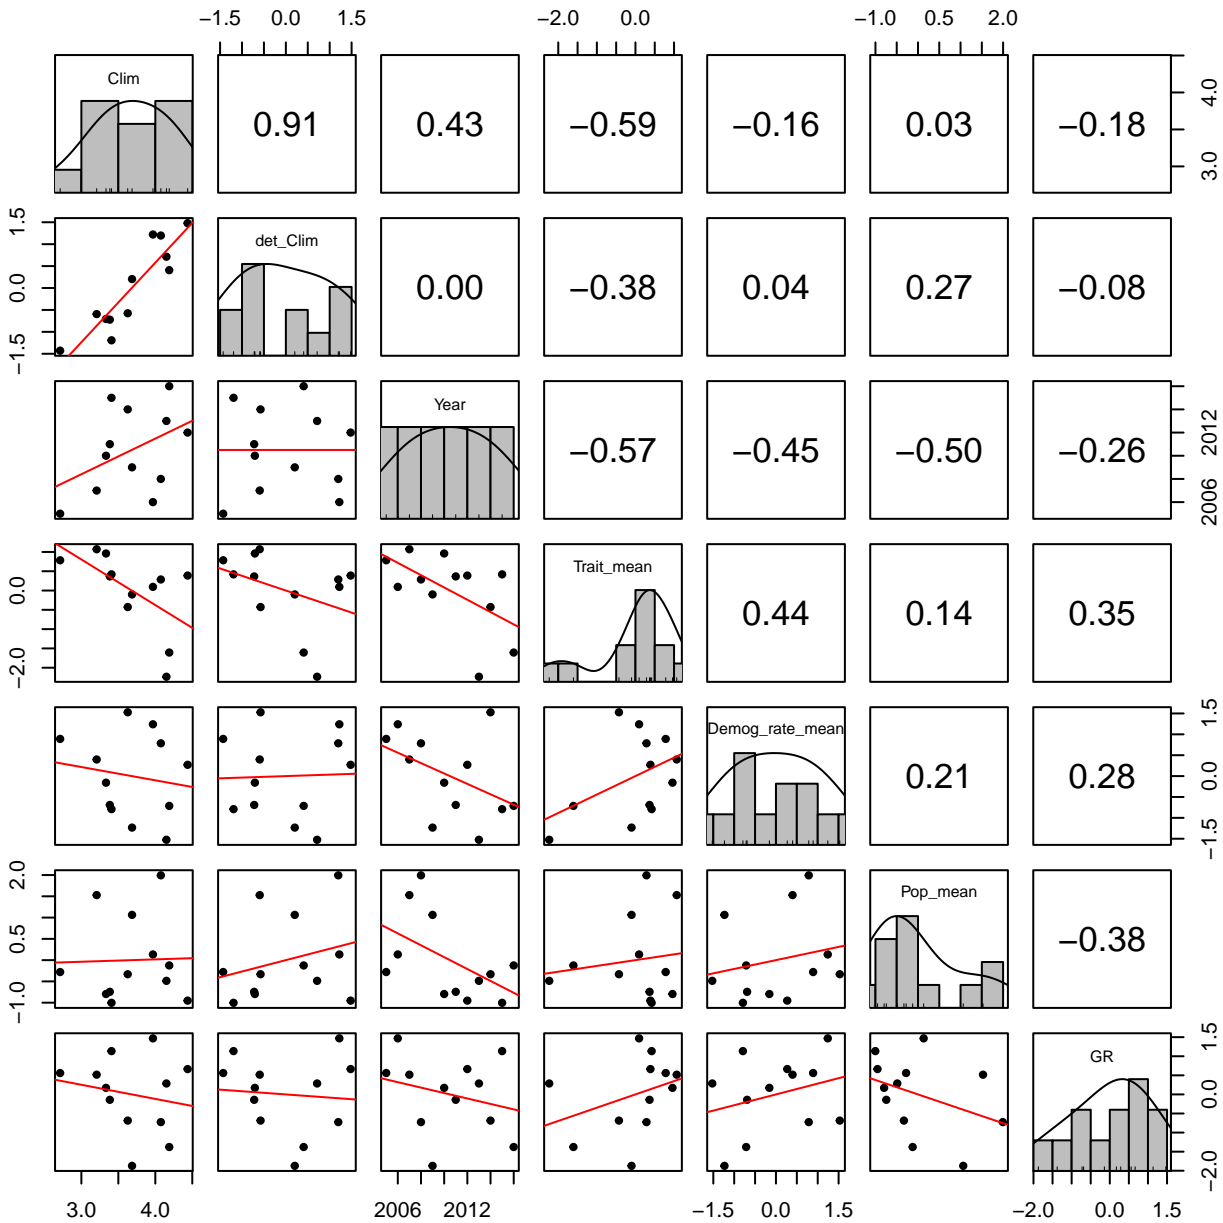 −1.5 0.0 1.5 −2.0 0.0 −1.0 0.5 2.0
Clim 0.91 0.43 −0.59 −0.16 0.03 −0.18 3.0 4.0
−1.5 0.0 1.5 det_Clim 0.00 −0.38 0.04 0.27 −0.08
Year −0.57 −0.45 −0.50 −0.26 2006 2012
−2.0 0.0 Trait_mean 0.44 0.14 0.35
Demog_rate_mean 0.21 0.28 −1.5 0.0 1.5
−1.0 0.5 2.0 Pop_mean −0.38
GR −2.0 0.0 1.5
3.0 4.0 2006 2012 −1.5 0.0 1.5 −2.0 0.0 1.5